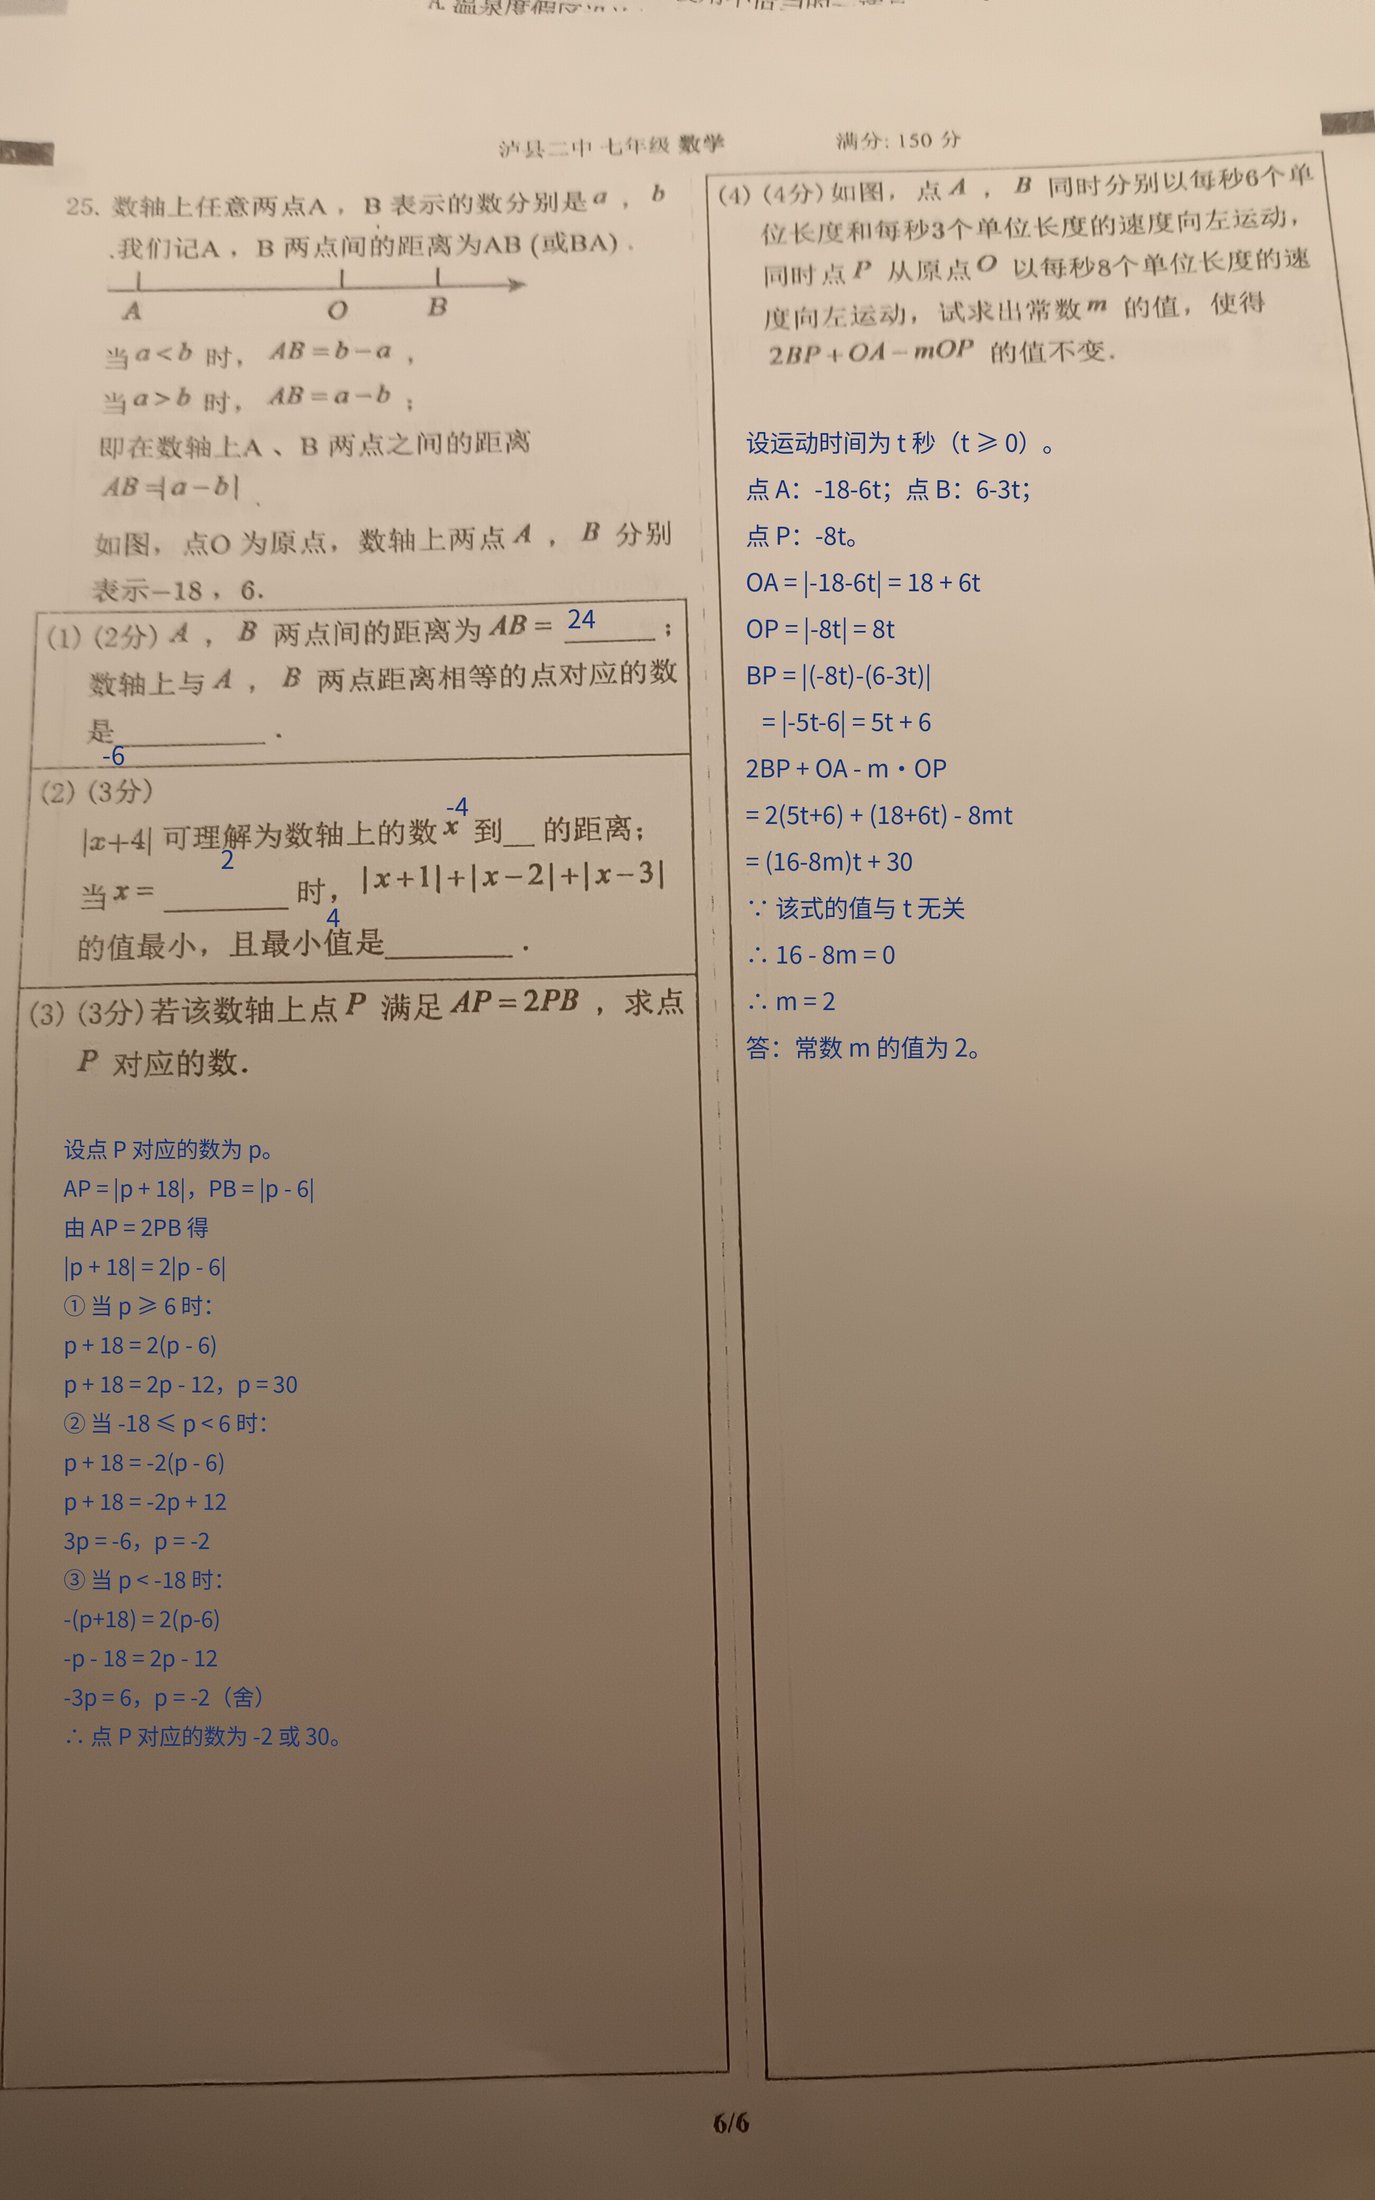 泸县二中 七年级 数学 满分: 150 分
25. 数轴上任意两点A，B 表示的数分别是 a，b
.我们记A，B 两点间的距离为AB (或BA)．
A O B
当 a<b 时， AB=b-a ，
当 a>b 时， AB=a-b ；
即在数轴上A、B 两点之间的距离
AB=|a-b|
如图，点O 为原点，数轴上两点 A ， B 分别
表示-18，6.
(1) (2分) A ， B 两点间的距离为 AB= 24 ；
数轴上与 A ， B 两点距离相等的点对应的数
是______．
-6
(2) (3分)
-4
|x+4| 可理解为数轴上的数 x 到__ 的距离；
2
当 x= ______ 时， |x+1|+|x-2|+|x-3|
4
的值最小，且最小值是______．
(3) (3分) 若该数轴上点 P 满足 AP=2PB ，求点
P 对应的数．
设点 P 对应的数为 p。
AP = |p + 18|，PB = |p - 6|
由 AP = 2PB 得
|p + 18| = 2|p - 6|
① 当 p ⩾ 6 时：
p + 18 = 2(p - 6)
p + 18 = 2p - 12，p = 30
② 当 -18 ⩽ p < 6 时：
p + 18 = -2(p - 6)
p + 18 = -2p + 12
3p = -6，p = -2
③ 当 p < -18 时：
-(p+18) = 2(p-6)
-p - 18 = 2p - 12
-3p = 6，p = -2（舍）
∴ 点 P 对应的数为 -2 或 30。
(4) (4分) 如图，点 A ， B 同时分别以每秒6个单
位长度和每秒3个单位长度的速度向左运动，
同时点 P 从原点 O 以每秒8个单位长度的速
度向左运动，试求出常数 m 的值，使得
2BP+OA-mOP 的值不变．
设运动时间为 t 秒（t ⩾ 0）。
点 A：-18-6t；点 B：6-3t；
点 P：-8t。
OA = |-18-6t| = 18 + 6t
OP = |-8t| = 8t
BP = |(-8t)-(6-3t)|
= |-5t-6| = 5t + 6
2BP + OA - m・OP
= 2(5t+6) + (18+6t) - 8mt
= (16-8m)t + 30
∵ 该式的值与 t 无关
∴ 16 - 8m = 0
∴ m = 2
答：常数 m 的值为 2。
6/6